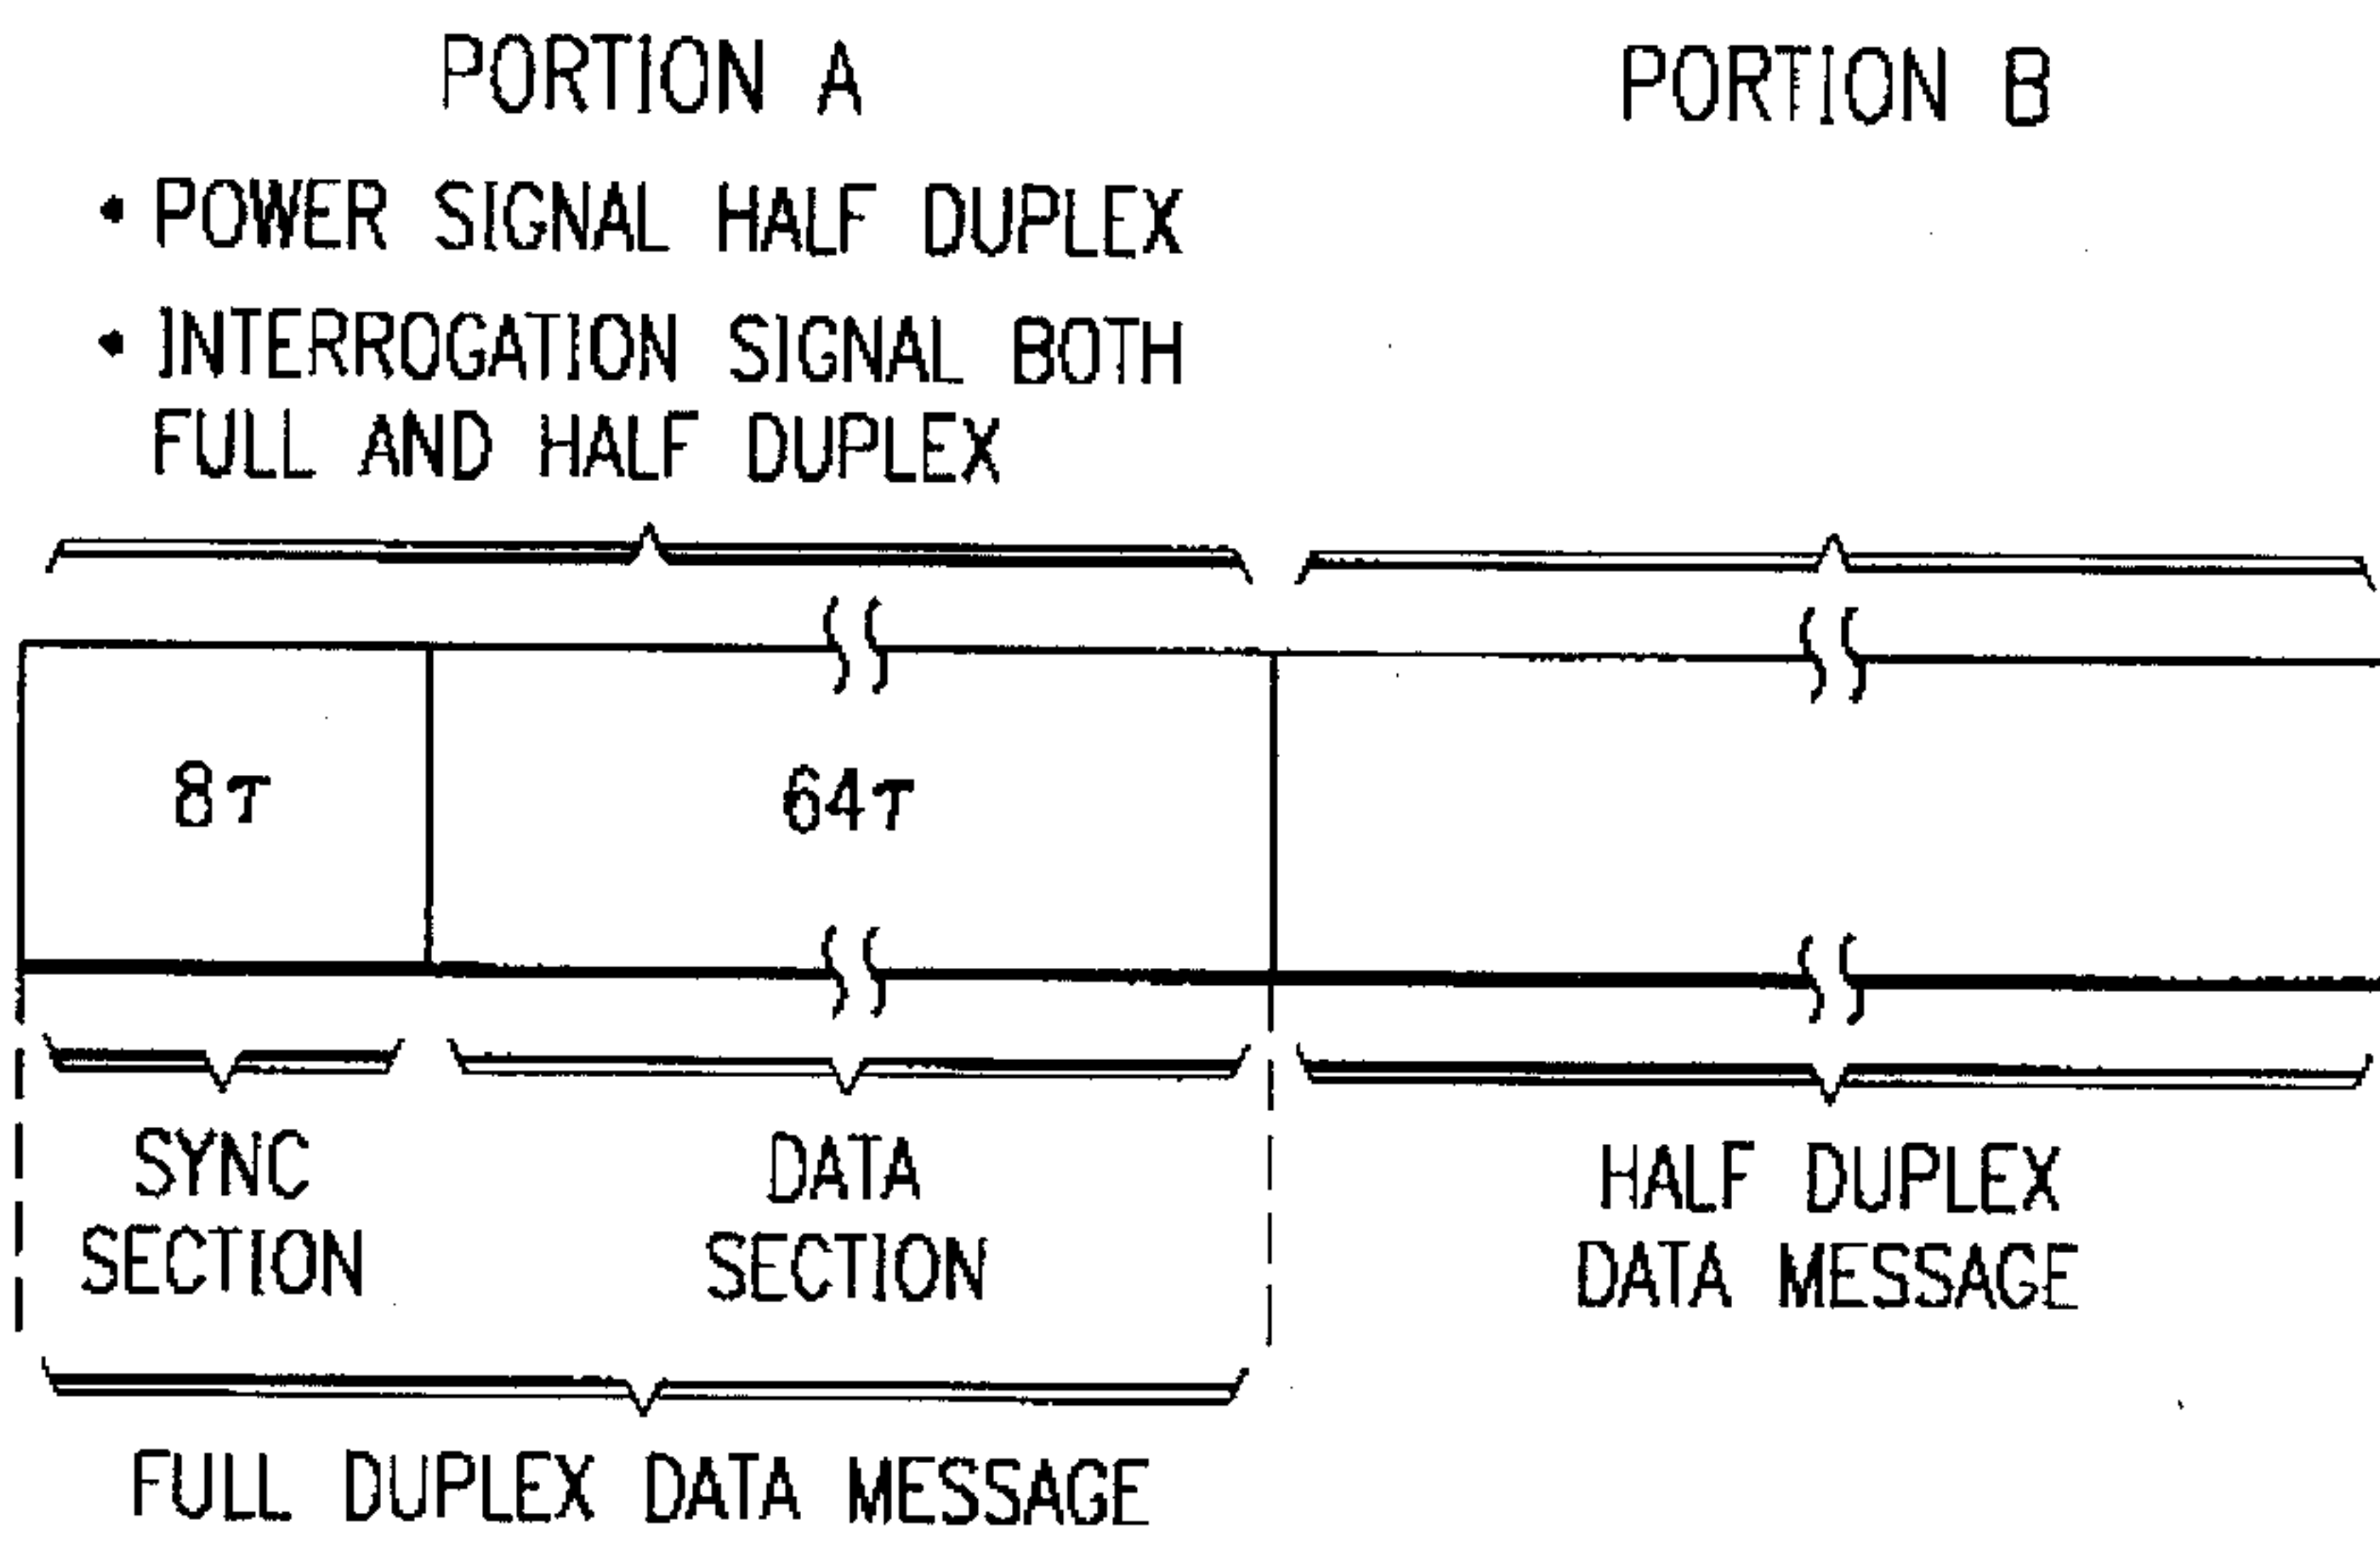 PORTION A
PORTION B
• POWER SIGNAL HALF DUPLEX
• INTERROGATION SIGNAL BOTH
FULL AND HALF DUPLEX
8τ
64τ
SYNC
SECTION
DATA
SECTION
HALF DUPLEX
DATA MESSAGE
FULL DUPLEX DATA MESSAGE